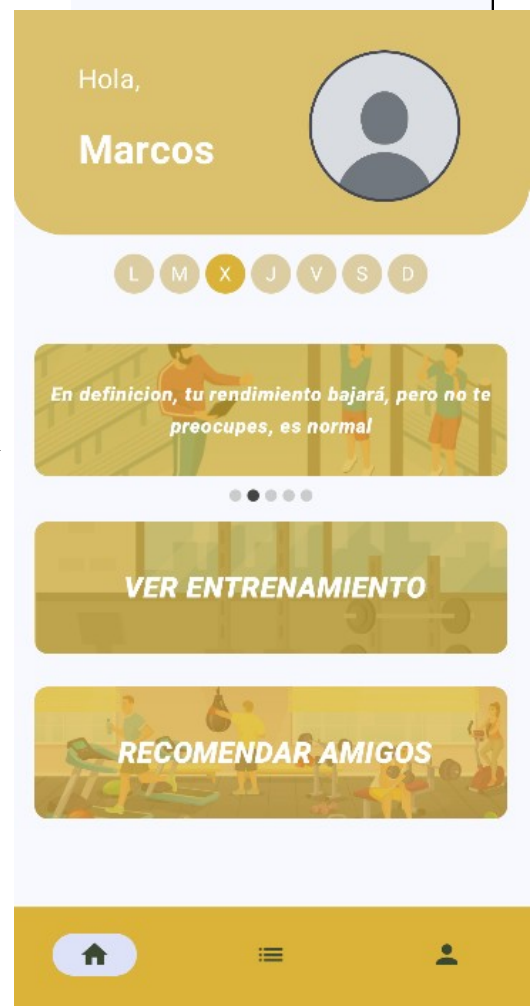 Hola,
Marcos
L M X J V S D
En definicion, tu rendimiento bajará, pero no te
preocupes, es normal
VER ENTRENAMIENTO
RECOMENDAR AMIGOS